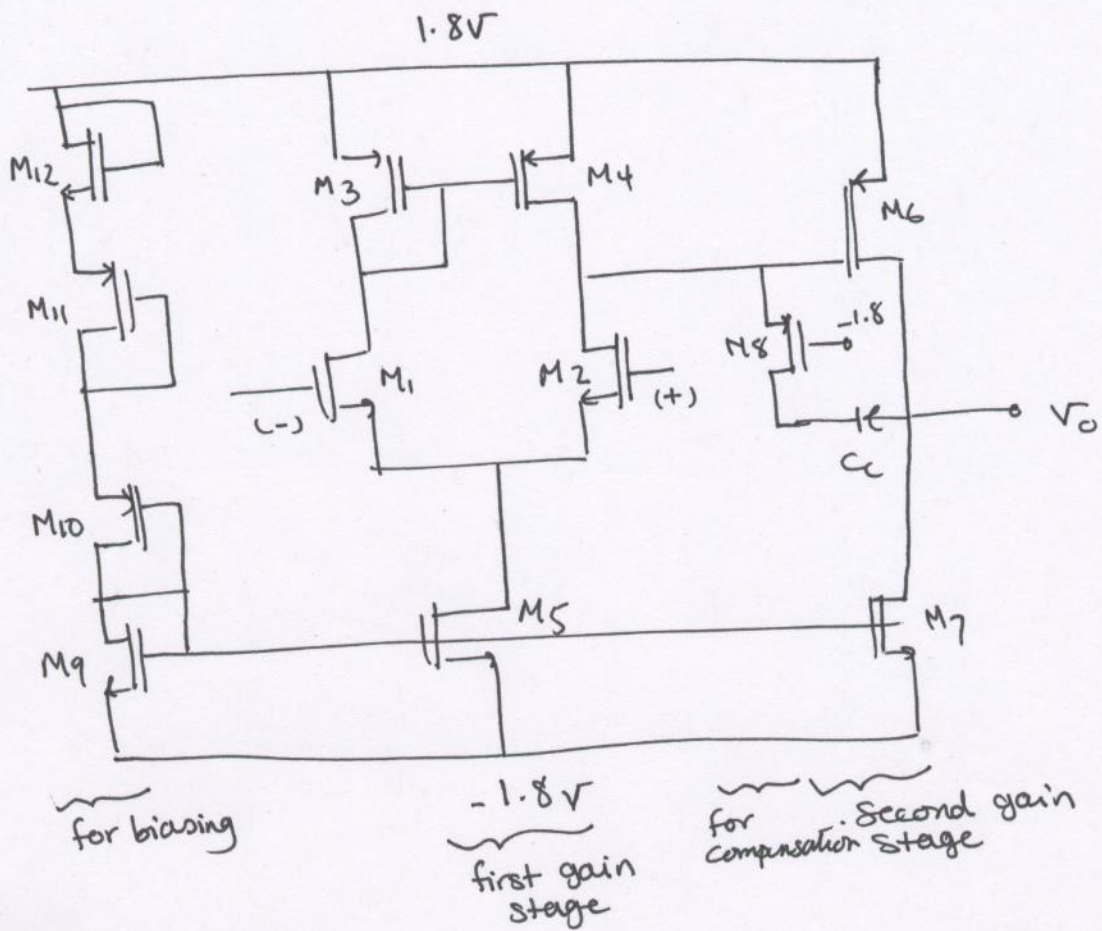 1.8V
M12
M3
M4
M6
M11
M8
-1.8
M1
M2
(-)
(+)
Cc
Vo
M10
M5
M7
M9
-1.8V
for biasing
first gain
stage
for
compensation
second gain
stage